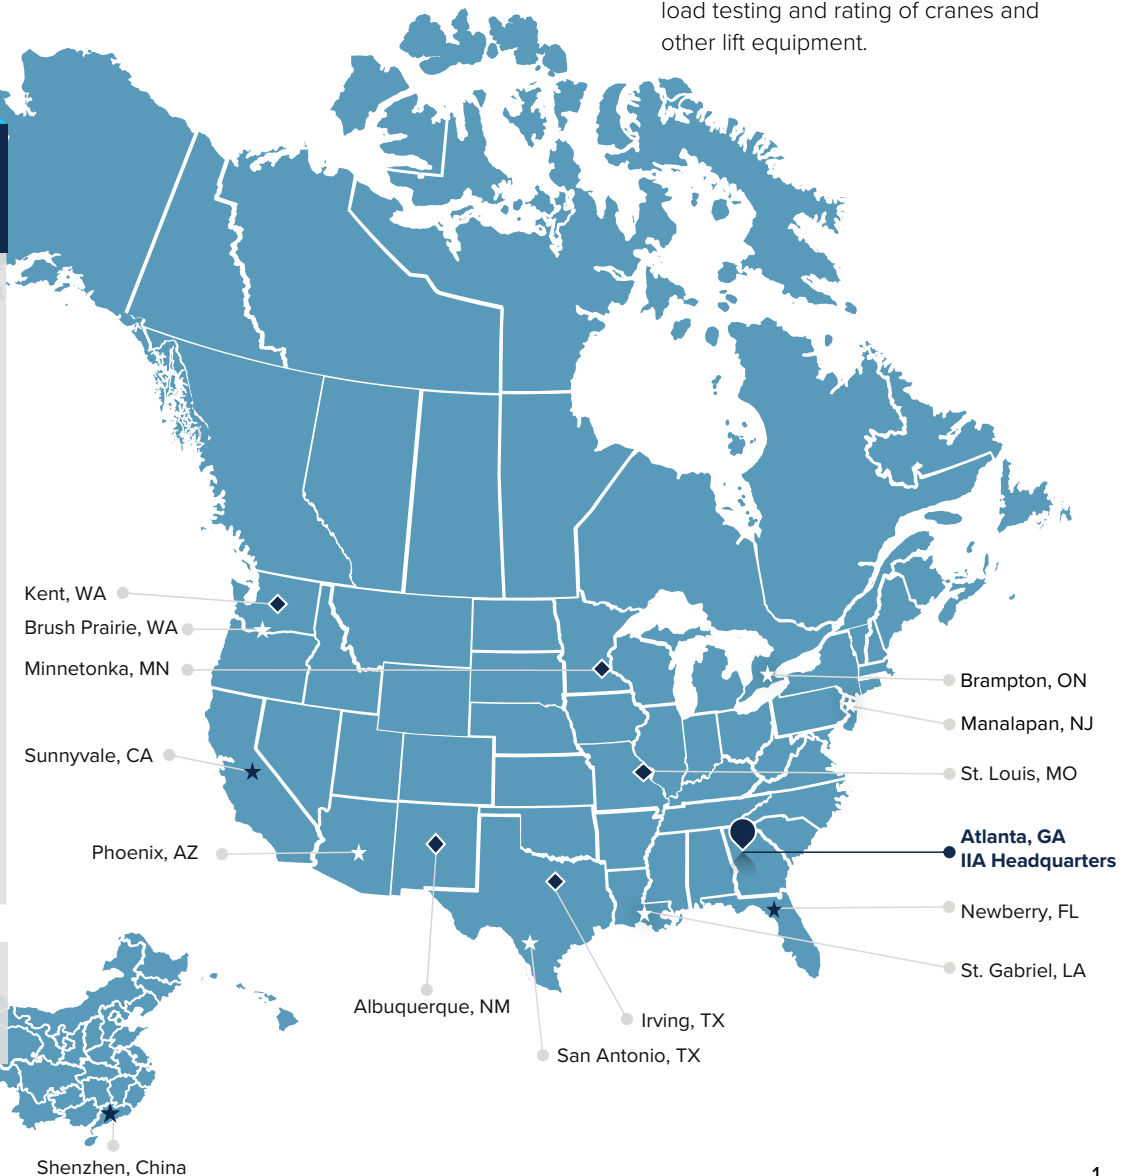 load testing and rating of cranes and
other lift equipment.
Kent, WA
Brush Prairie, WA
Minnetonka, MN
Sunnyvale, CA
Phoenix, AZ
Brampton, ON
Manalapan, NJ
St. Louis, MO
Atlanta, GA
IIA Headquarters
Newberry, FL
St. Gabriel, LA
Albuquerque, NM
Irving, TX
San Antonio, TX
Shenzhen, China
1